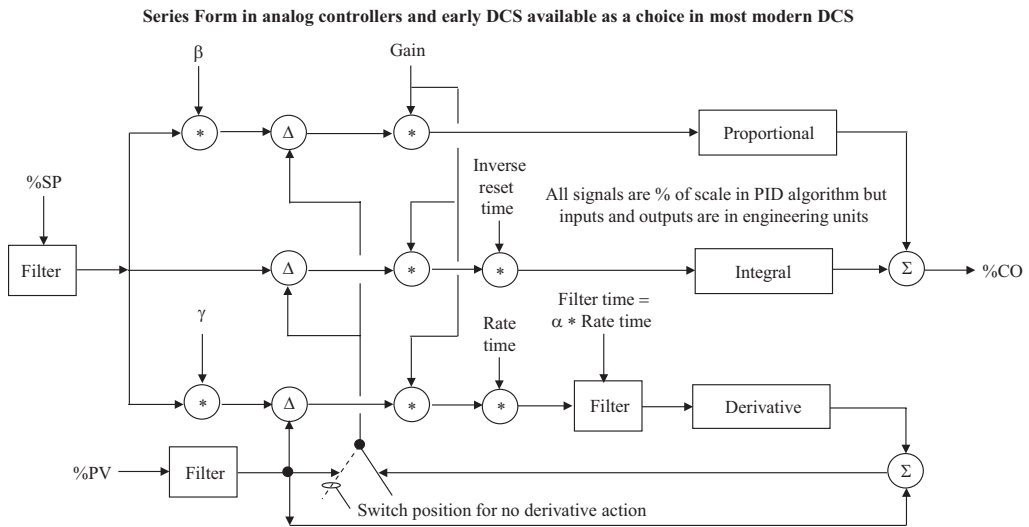 Series Form in analog controllers and early DCS available as a choice in most modern DCS
β
Gain
*
Δ
*
Proportional
%SP
Inverse
reset
time
All signals are % of scale in PID algorithm but
inputs and outputs are in engineering units
Filter
Δ
*
*
Integral
Σ
%CO
γ
Rate
time
Filter time =
α * Rate time
*
Δ
*
*
Filter
Derivative
%PV
Filter
Σ
Switch position for no derivative action